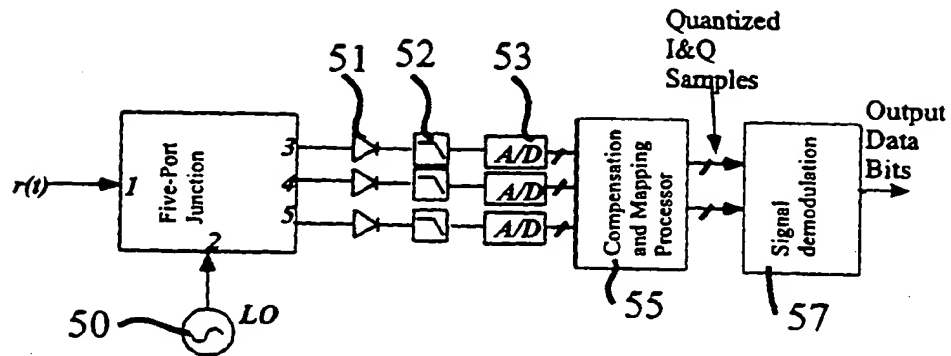 Quantized
I&Q
Samples
51
52
53
Output
Data
Bits
r(t)
1
Five-Port
Junction
3
4
5
2
A/D
A/D
A/D
Compensation
and Mapping
Processor
Signal
demodulation
50
LO
55
57